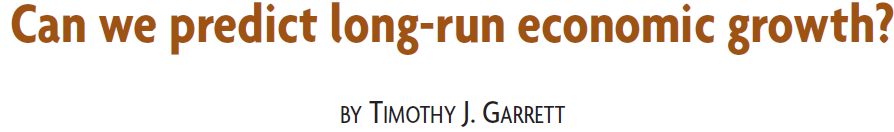 Can we predict long-run economic growth?
BY TIMOTHY J. GARRETT